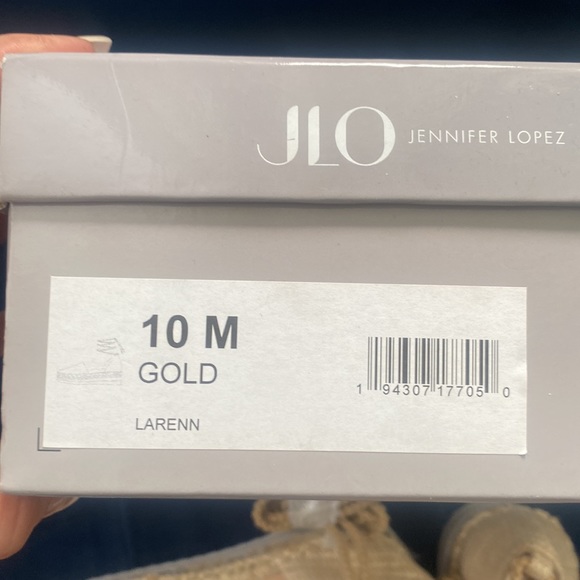 JLO JENNIFER LOPEZ
10 M
GOLD
LARENN
1 94307 17705 0